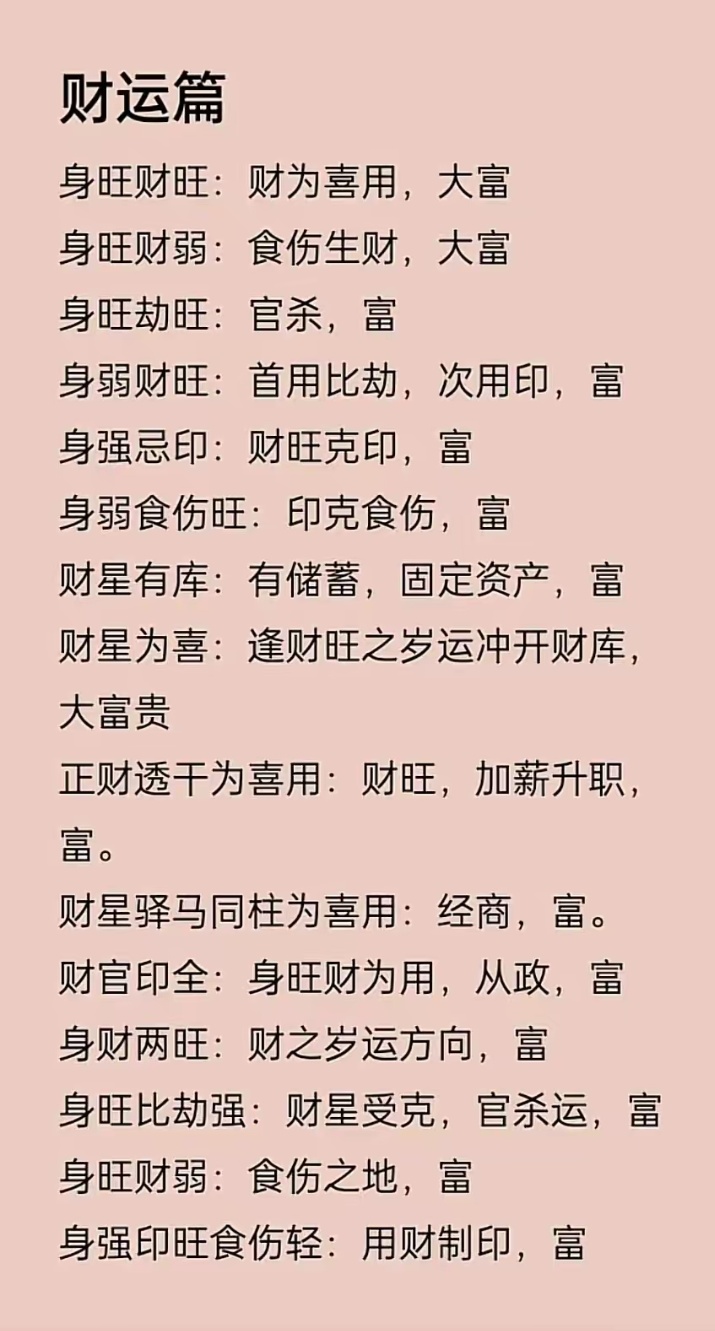 财运篇
身旺财旺：财为喜用，大富
身旺财弱：食伤生财，大富
身旺劫旺：官杀，富
身弱财旺：首用比劫，次用印，富
身强忌印：财旺克印，富
身弱食伤旺：印克食伤，富
财星有库：有储蓄，固定资产，富
财星为喜：逢财旺之岁运冲开财库，
大富贵
正财透干为喜用：财旺，加薪升职，
富。
财星驿马同柱为喜用：经商，富。
财官印全：身旺财为用，从政，富
身财两旺：财之岁运方向，富
身旺比劫强：财星受克，官杀运，富
身旺财弱：食伤之地，富
身强印旺食伤轻：用财制印，富